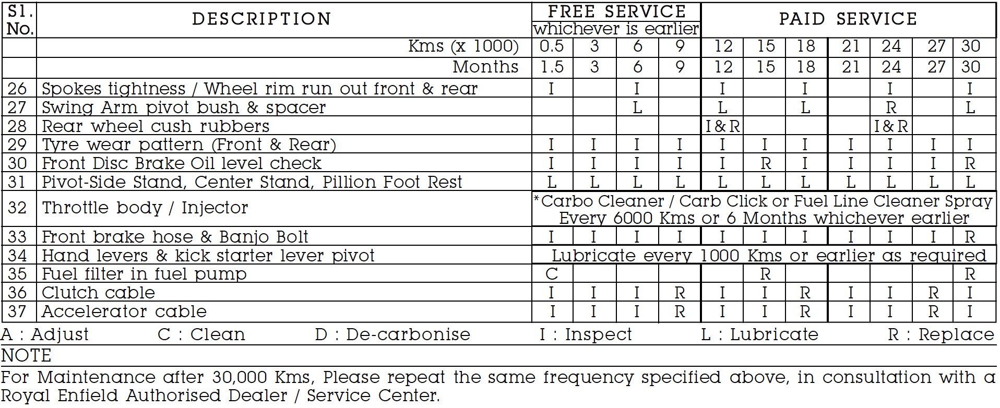 Sl. No. DESCRIPTION FREE SERVICE whichever is earlier PAID SERVICE
Kms (x 1000) 0.5 3 6 9 12 15 18 21 24 27 30
Months 1.5 3 6 9 12 15 18 21 24 27 30
26 Spokes tightness / Wheel rim run out front & rear I I I I I I
27 Swing Arm pivot bush & spacer L L L R L
28 Rear wheel cush rubbers I & R I & R
29 Tyre wear pattern (Front & Rear) I I I I I I I I I I I
30 Front Disc Brake Oil level check I I I I I R I I I I R
31 Pivot-Side Stand, Center Stand, Pillion Foot Rest L L L L L L L L L L L
32 Throttle body / Injector *Carbo Cleaner / Carb Click or Fuel Line Cleaner Spray
Every 6000 Kms or 6 Months whichever earlier
33 Front brake hose & Banjo Bolt I I I I I I I I I I R
34 Hand levers & kick starter lever pivot Lubricate every 1000 Kms or earlier as required
35 Fuel filter in fuel pump C R R
36 Clutch cable I I I R I I R I I R I
37 Accelerator cable I I I R I I R I I R I
A : Adjust C : Clean D : De-carbonise I : Inspect L : Lubricate R : Replace
NOTE
For Maintenance after 30,000 Kms, Please repeat the same frequency specified above, in consultation with a
Royal Enfield Authorised Dealer / Service Center.